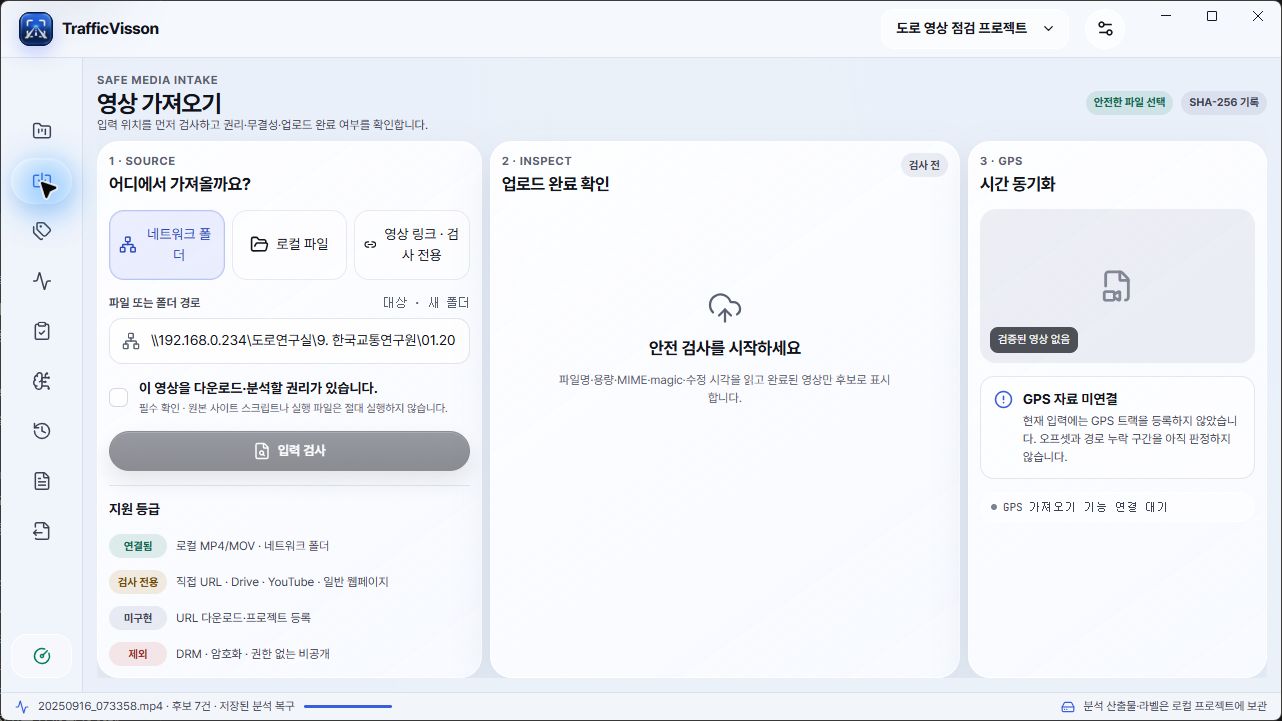 TrafficVisson
도로 영상 점검 프로젝트
SAFE MEDIA INTAKE
영상 가져오기
입력 위치를 먼저 검사하고 권리·무결성·업로드 완료 여부를 확인합니다.
안전한 파일 선택
SHA-256 기록
1 · SOURCE
어디에서 가져올까요?
네트워크 폴
더
로컬 파일
영상 링크 · 검
사 전용
파일 또는 폴더 경로
대상 · 새 폴더
\\192.168.0.234\도로연구실\9. 한국교통연구원\01.20
이 영상을 다운로드·분석할 권리가 있습니다.
필수 확인 · 원본 사이트 스크립트나 실행 파일은 절대 실행하지 않습니다.
입력 검사
지원 등급
연결됨
로컬 MP4/MOV · 네트워크 폴더
검사 전용
직접 URL · Drive · YouTube · 일반 웹페이지
미구현
URL 다운로드·프로젝트 등록
제외
DRM · 암호화 · 권한 없는 비공개
2 · INSPECT
업로드 완료 확인
검사 전
안전 검사를 시작하세요
파일명·용량·MIME·magic·수정 시각을 읽고 완료된 영상만 후보로 표시
합니다.
3 · GPS
시간 동기화
검증된 영상 없음
GPS 자료 미연결
현재 입력에는 GPS 트랙을 등록하지 않았습니
다. 오프셋과 경로 누락 구간을 아직 판정하지
않습니다.
GPS 가져오기 기능 연결 대기
20250916_073358.mp4 · 후보 7건 · 저장된 분석 복구
분석 산출물·라벨은 로컬 프로젝트에 보관